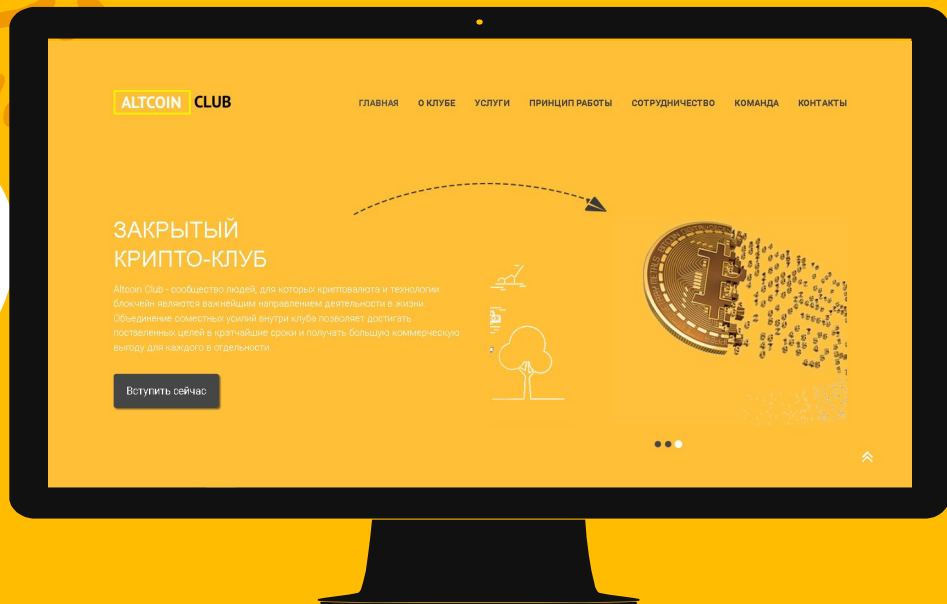 ALTCOIN CLUB
ГЛАВНАЯ О КЛУБЕ УСЛУГИ ПРИНЦИП РАБОТЫ СОТРУДНИЧЕСТВО КОМАНДА КОНТАКТЫ
ЗАКРЫТЫЙ
КРИПТО-КЛУБ
Altcoin Club - сообщество людей, для которых криптовалюта и технологии
блокчейн являются важнейшим направлением деятельности в жизни.
Объединение соместных усилий внутри клуба позволяет достигать
поставленных целей в кратчайшие сроки и получать большую коммерческую
выгоду для каждого в отдельности.
Вступить сейчас